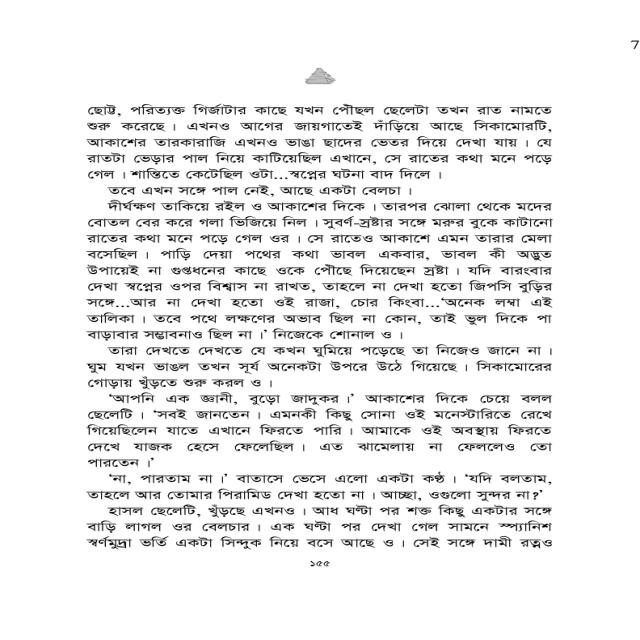 7
ছোট্ট, পরিত্যক্ত গির্জাটার কাছে যখন পৌছল ছেলেটা তখন রাত নামতে
শুরু করেছে। এখনও আগের জায়গাতেই দাঁড়িয়ে আছে সিকামোরটি,
আকাশের তারকারাজি এখনও ভাঙা ছাদের ভেতর দিয়ে দেখা যায়। যে
রাতটা ভেড়ার পাল নিয়ে কাটিয়েছিল এখানে, সে রাতের কথা মনে পড়ে
গেল। শান্তিতে কেটেছিল ওটা...স্বপ্নের ঘটনা বাদ দিলে।
তবে এখন সঙ্গে পাল নেই, আছে একটা বেলচা।
দীর্ঘক্ষণ তাকিয়ে রইল ও আকাশের দিকে। তারপর ঝোলা থেকে মদের
বোতল বের করে গলা ভিজিয়ে নিল। সুবর্ণ-স্রষ্টার সঙ্গে মরুর বুকে কাটানো
রাতের কথা মনে পড়ে গেল ওর। সে রাতেও আকাশে এমন তারার মেলা
বসেছিল। পাড়ি দেয়া পথের কথা ভাবল একবার, ভাবল কী অদ্ভুত
উপায়েই না গুপ্তধনের কাছে ওকে পৌছে দিয়েছেন স্রষ্টা। যদি বারংবার
দেখা স্বপ্নের ওপর বিশ্বাস না রাখত, তাহলে না দেখা হতো জিপসি বুড়ির
সঙ্গে...আর না দেখা হতো ওই রাজা, চোর কিংবা...‘অনেক লম্বা এই
তালিকা। তবে পথে লক্ষণের অভাব ছিল না কোন, তাই ভুল দিকে পা
বাড়াবার সম্ভাবনাও ছিল না।’ নিজেকে শোনাল ও।
তারা দেখতে দেখতে যে কখন ঘুমিয়ে পড়েছে তা নিজেও জানে না।
ঘুম যখন ভাঙল তখন সূর্য অনেকটা উপরে উঠে গিয়েছে। সিকামোরের
গোড়ায় খুঁড়তে শুরু করল ও।
‘আপনি এক জ্ঞানী, বুড়ো জাদুকর।’ আকাশের দিকে চেয়ে বলল
ছেলেটি। ‘সবই জানতেন। এমনকী কিছু সোনা ওই মনেস্টারিতে রেখে
গিয়েছিলেন যাতে এখানে ফিরতে পারি। আমাকে ওই অবস্থায় ফিরতে
দেখে যাজক হেসে ফেলেছিল। এত ঝামেলায় না ফেললেও তো
পারতেন।’
‘না, পারতাম না।’ বাতাসে ভেসে এলো একটা কণ্ঠ। ‘যদি বলতাম,
তাহলে আর তোমার পিরামিড দেখা হতো না। আচ্ছা, ওগুলো সুন্দর না?’
হাসল ছেলেটি, খুঁড়ছে এখনও। আধ ঘণ্টা পর শক্ত কিছু একটার সঙ্গে
বাড়ি লাগল ওর বেলচার। এক ঘণ্টা পর দেখা গেল সামনে স্প্যানিশ
স্বর্ণমুদ্রা ভর্তি একটা সিন্দুক নিয়ে বসে আছে ও। সেই সঙ্গে দামী রত্নও
১৫৫